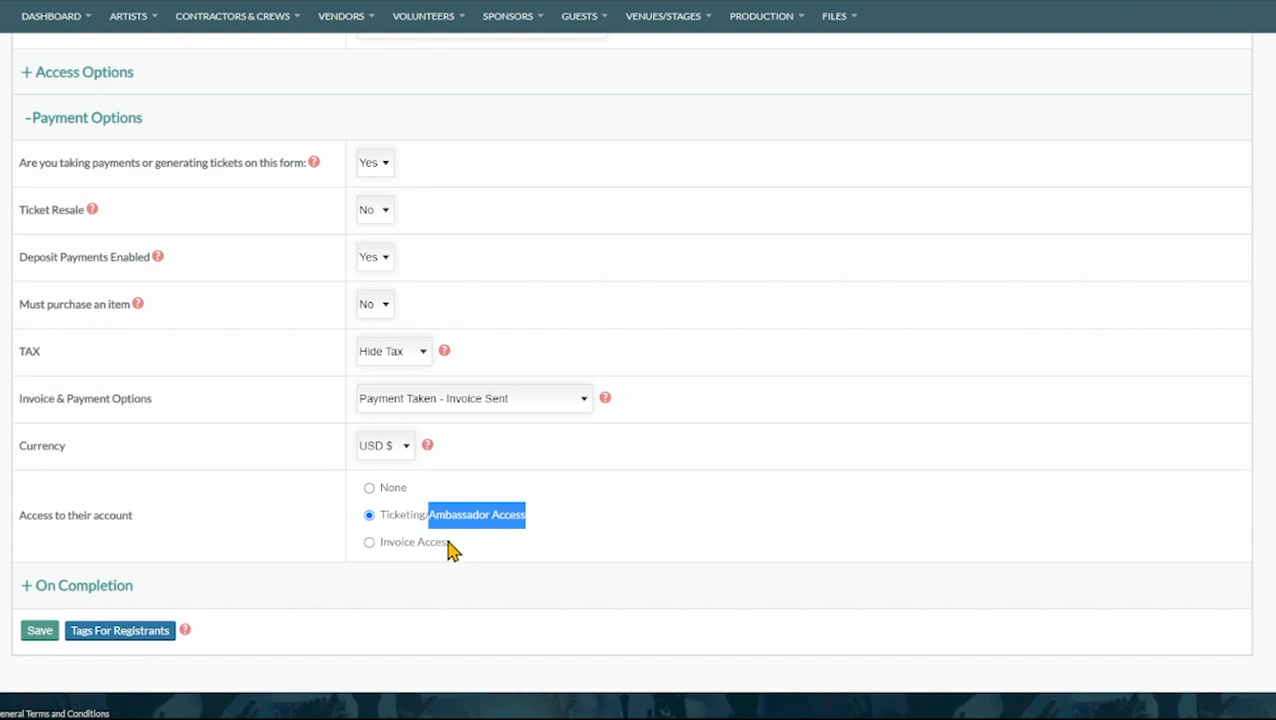 DASHBOARD ARTISTS CONTRACTORS & CREWS VENDORS VOLUNTEERS SPONSORS GUESTS VENUES/STAGES PRODUCTION FILES
+ Access Options
-Payment Options
Are you taking payments or generating tickets on this form: ? Yes
Ticket Resale ? No
Deposit Payments Enabled ? Yes
Must purchase an item ? No
TAX Hide Tax ?
Invoice & Payment Options Payment Taken - Invoice Sent ?
Currency USD $ ?
None
Access to their account Ticketing/Ambassador Access
Invoice Access
+ On Completion
Save Tags For Registrants ?
eneral Terms and Conditions